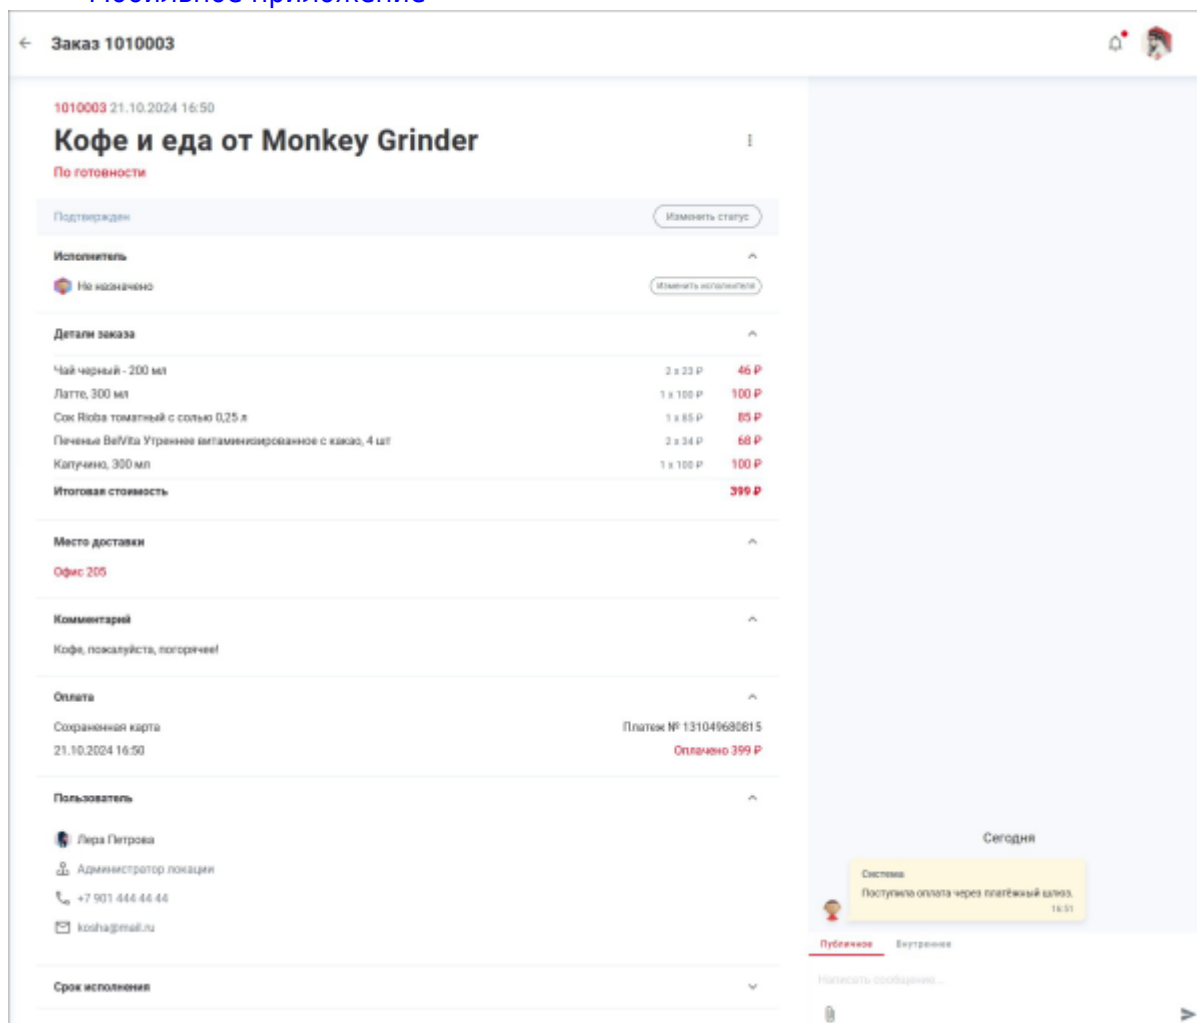 Мобильное приложение
Заказ 1010003
1010003 21.10.2024 16:50
Кофе и еда от Monkey Grinder
По готовности
Подтвержден
Изменить статус
Исполнитель
Не назначено
Изменить исполнителя
Детали заказа
Чай черный - 200 мл 2 x 23 ₽ 46 ₽
Латте, 300 мл 1 x 100 ₽ 100 ₽
Сок Rioba томатный с солью 0,25 л 1 x 85 ₽ 85 ₽
Печенье BelVita Утреннее витаминизированное с какао, 4 шт 2 x 34 ₽ 68 ₽
Капучино, 300 мл 1 x 100 ₽ 100 ₽
Итоговая стоимость 399 ₽
Место доставки
Офис 205
Комментарий
Кофе, пожалуйста, погорячее!
Оплата
Сохраненная карта Платеж № 131049680815
21.10.2024 16:50 Оплачено 399 ₽
Пользователь
Лера Петрова
Администратор локации
+7 901 444 44 44
kosha@mail.ru
Срок исполнения
Сегодня
Система
Поступила оплата через платёжный шлюз.
16:51
Публичное Внутреннее
Написать сообщение...